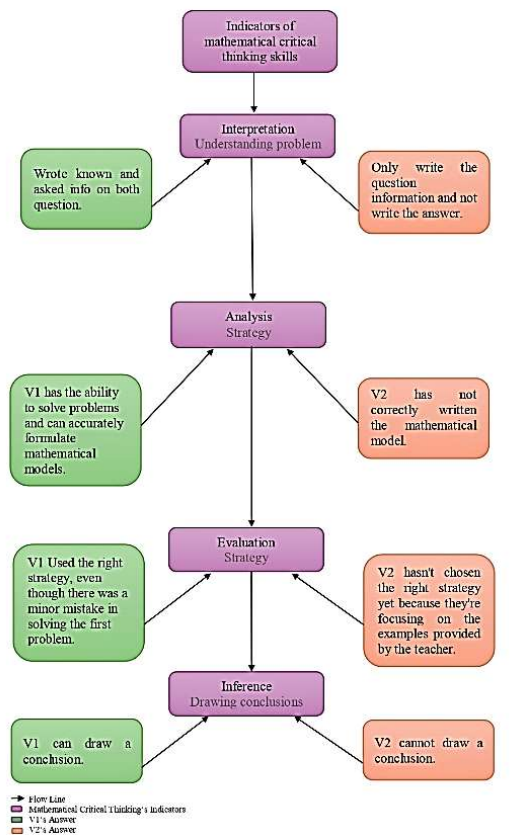 Indicators of
mathematical critical
thinking skills
Interpretation
Understanding problem
Wrote known and
asked info on both
question.
Only write the
question
information and not
write the answer.
Analysis
Strategy
V1 has the ability
to solve problems
and can accurately
formulate
mathematical
models.
V2 has not
correctly written
the mathematical
model.
Evaluation
Strategy
V1 Used the right
strategy, even
though there was a
minor mistake in
solving the first
problem.
V2 hasn't chosen
the right strategy
yet because they're
focusing on the
examples provided
by the teacher.
Inference
Drawing conclusions
V1 can draw a
conclusion.
V2 cannot draw a
conclusion.
Flow Line
Mathematical Critical Thinking's Indicators
V1's Answer
V2's Answer